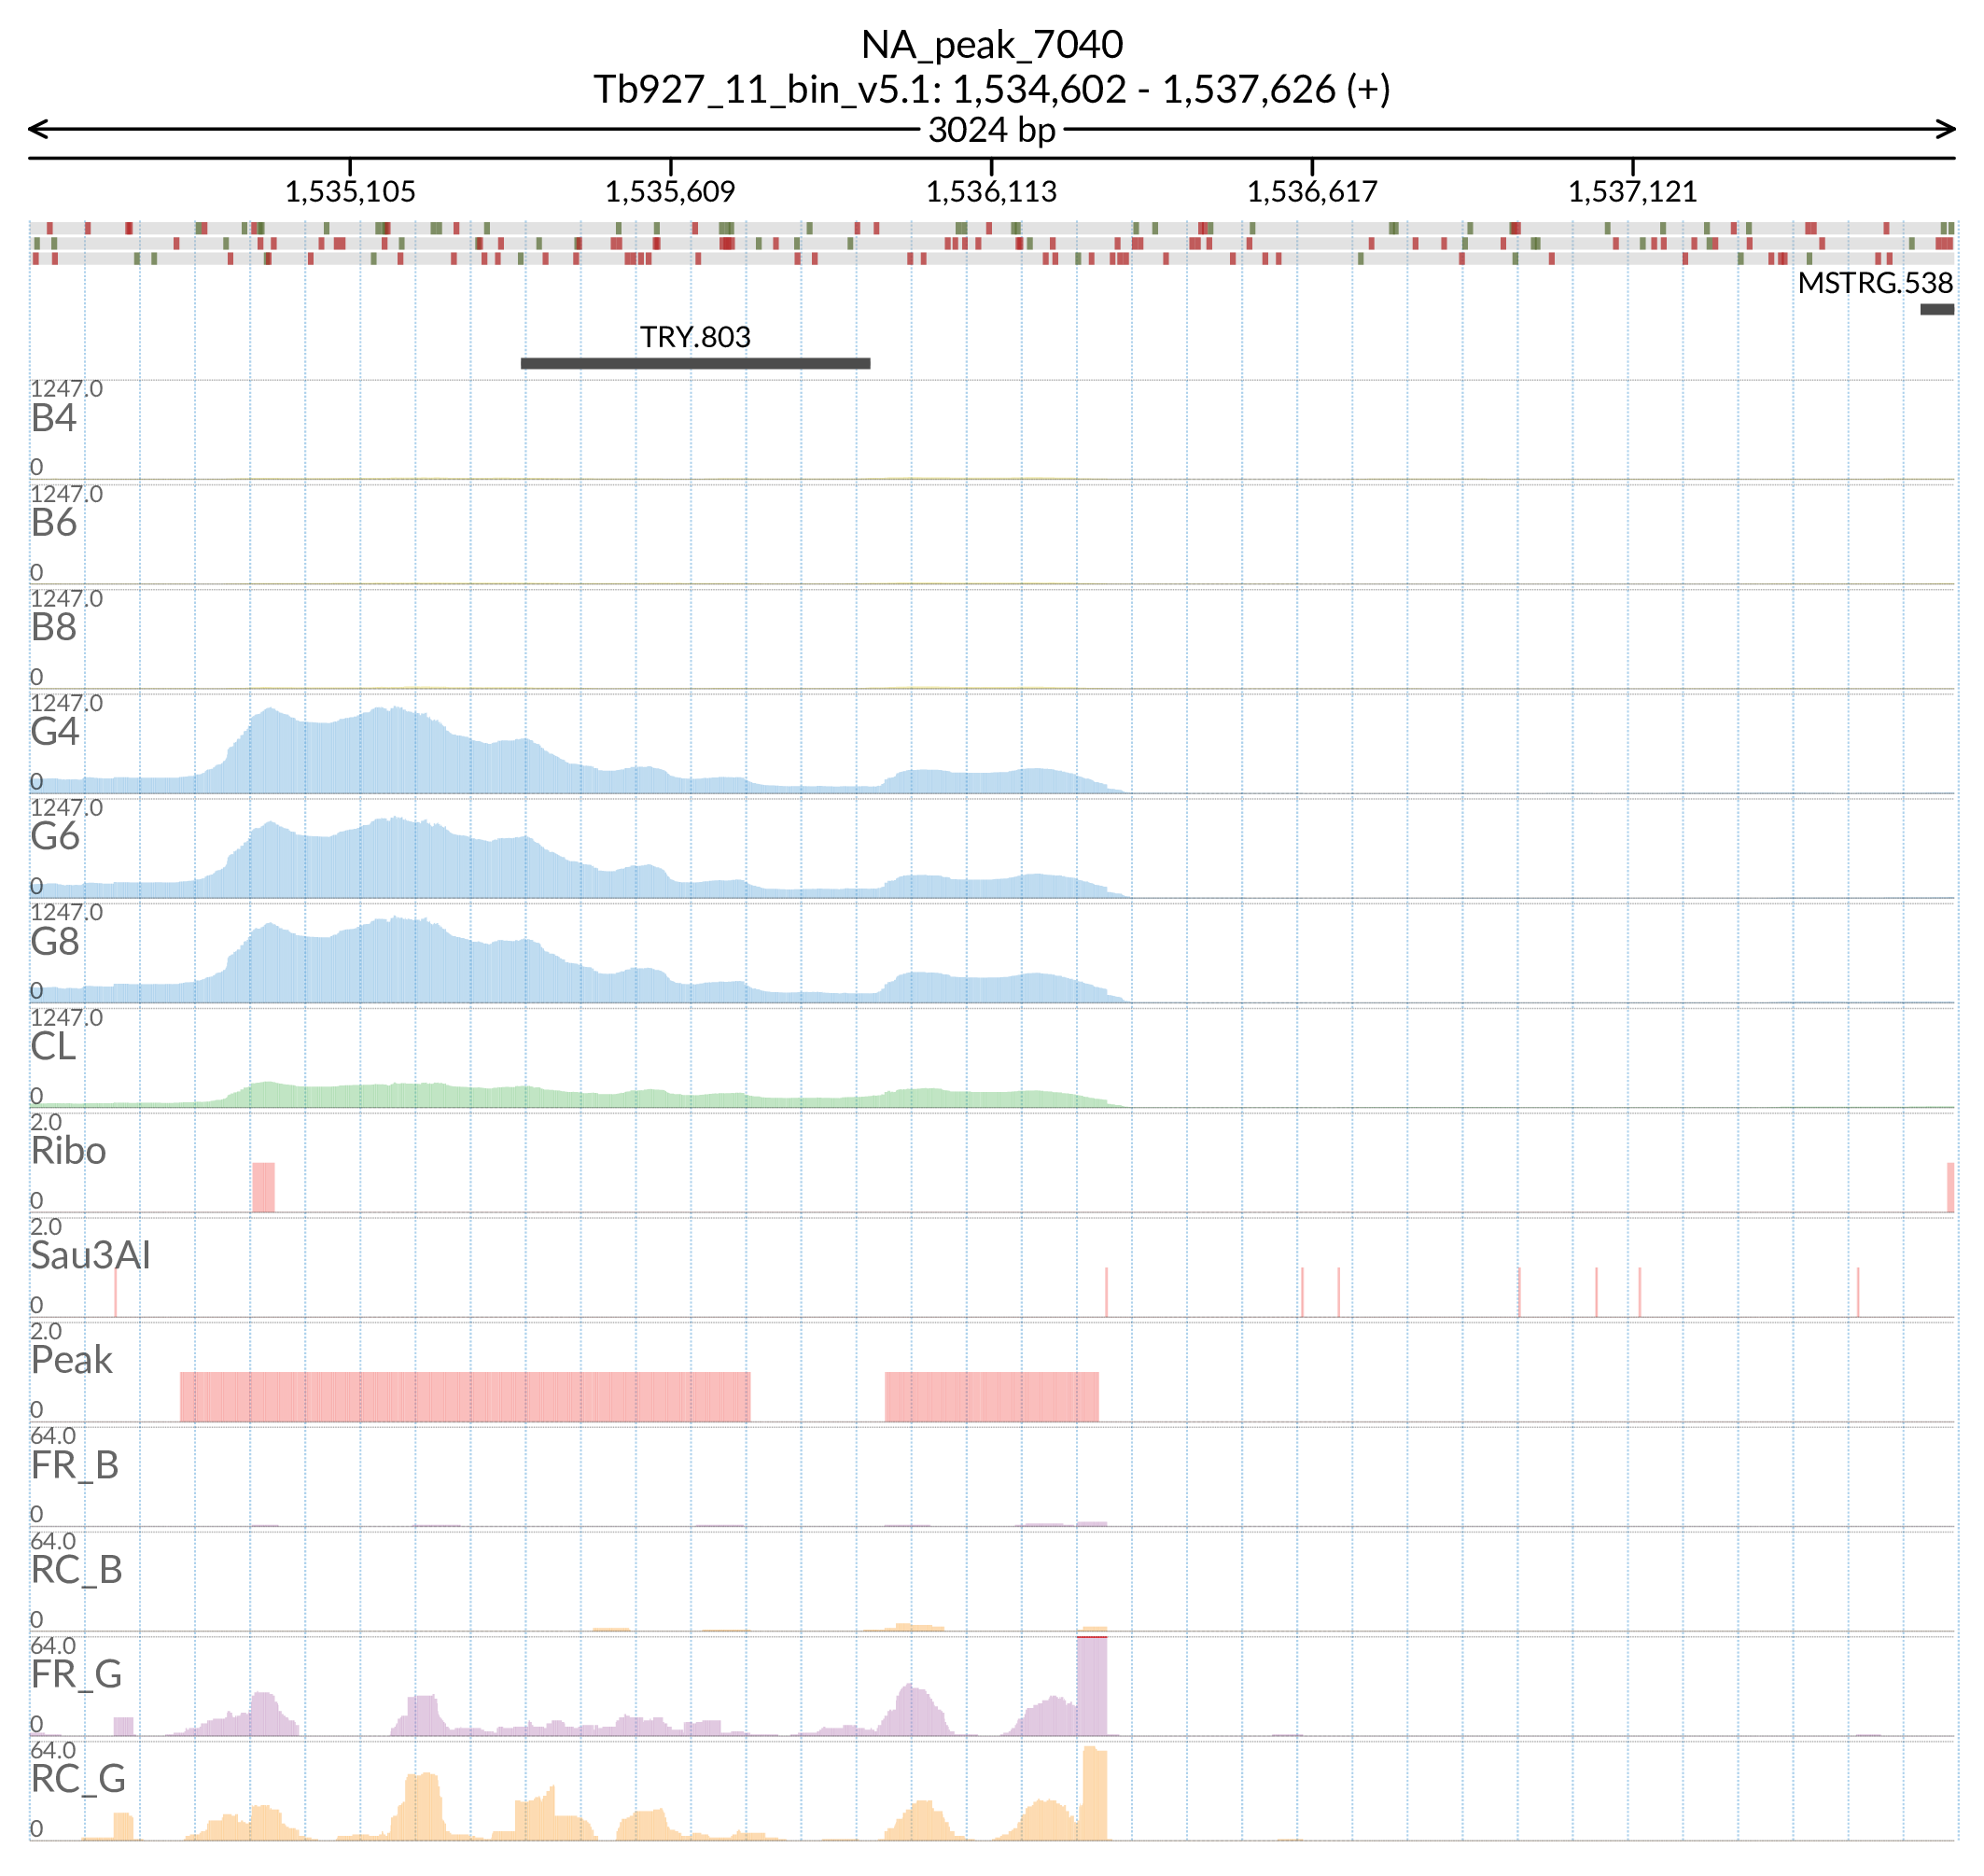 NA_peak_7040
Tb927_11_bin_v5.1: 1,534,602 - 1,537,626 (+)
3024 bp
1,535,105 1,535,609 1,536,113 1,536,617 1,537,121
MSTRG.538
TRY.803
1247.0
B4
0
1247.0
B6
0
1247.0
B8
0
1247.0
G4
0
1247.0
G6
0
1247.0
G8
0
1247.0
CL
0
2.0
Ribo
0
2.0
Sau3AI
0
2.0
Peak
0
64.0
FR_B
0
64.0
RC_B
0
64.0
FR_G
0
64.0
RC_G
0